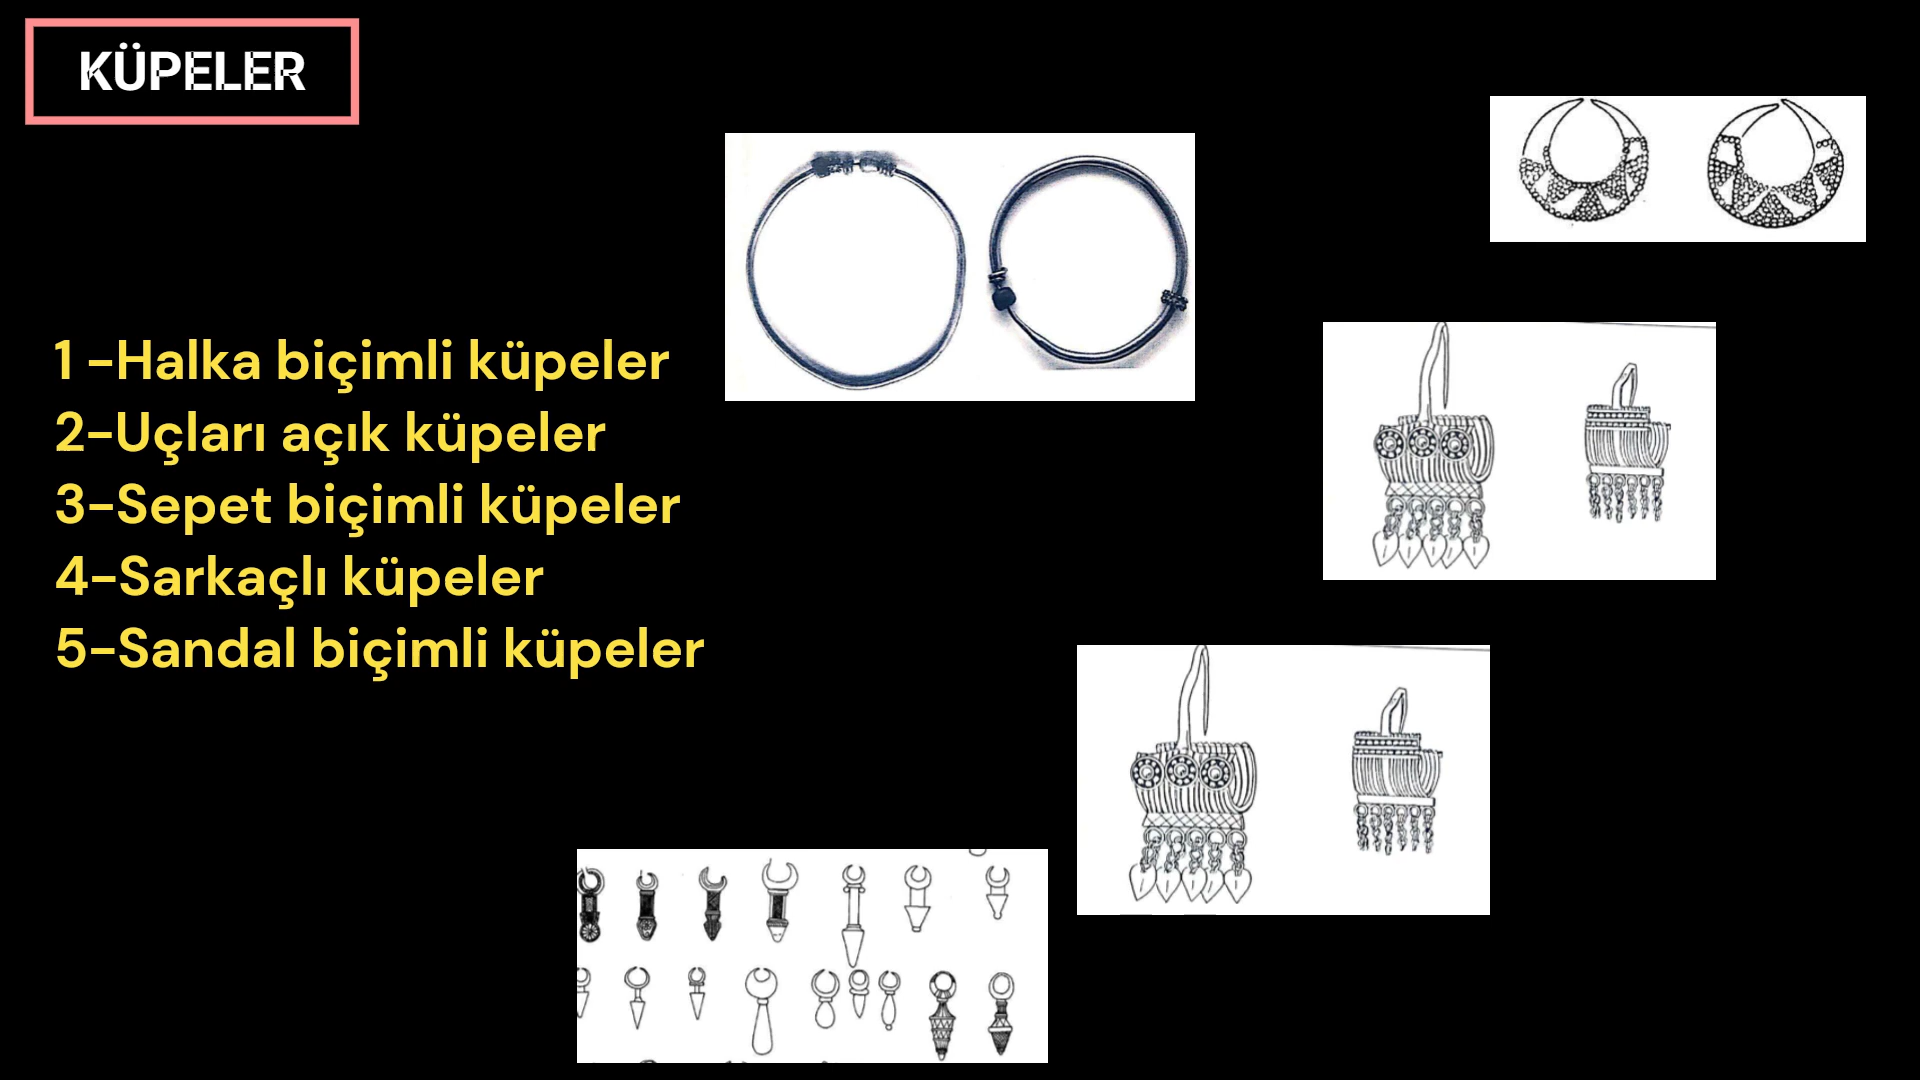 KÜPELER
1 -Halka biçimli küpeler
2-Uçları açık küpeler
3-Sepet biçimli küpeler
4-Sarkaçlı küpeler
5-Sandal biçimli küpeler